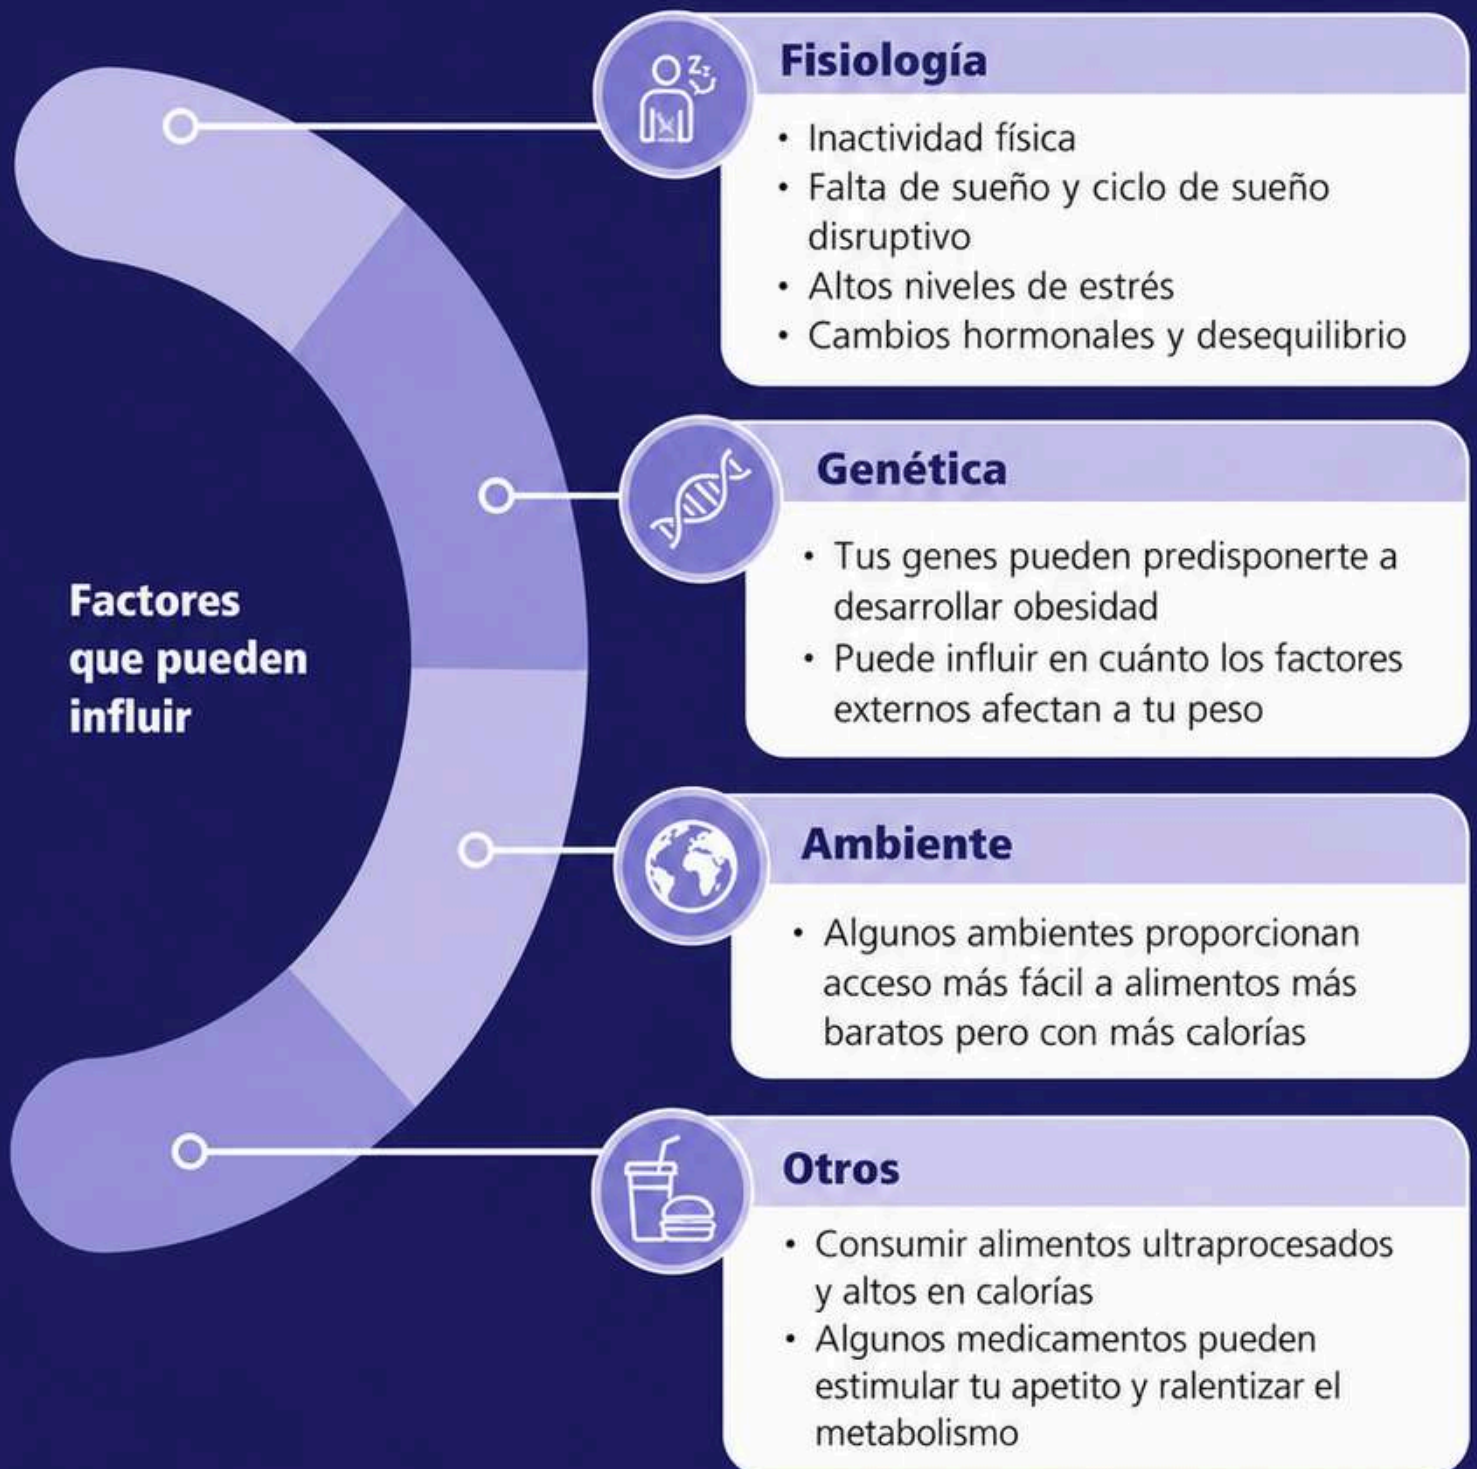 Factores
que pueden
influir
Fisiología
• Inactividad física
• Falta de sueño y ciclo de sueño
disruptivo
• Altos niveles de estrés
• Cambios hormonales y desequilibrio
Genética
• Tus genes pueden predisponerte a
desarrollar obesidad
• Puede influir en cuánto los factores
externos afectan a tu peso
Ambiente
• Algunos ambientes proporcionan
acceso más fácil a alimentos más
baratos pero con más calorías
Otros
• Consumir alimentos ultraprocesados
y altos en calorías
• Algunos medicamentos pueden
estimular tu apetito y ralentizar el
metabolismo